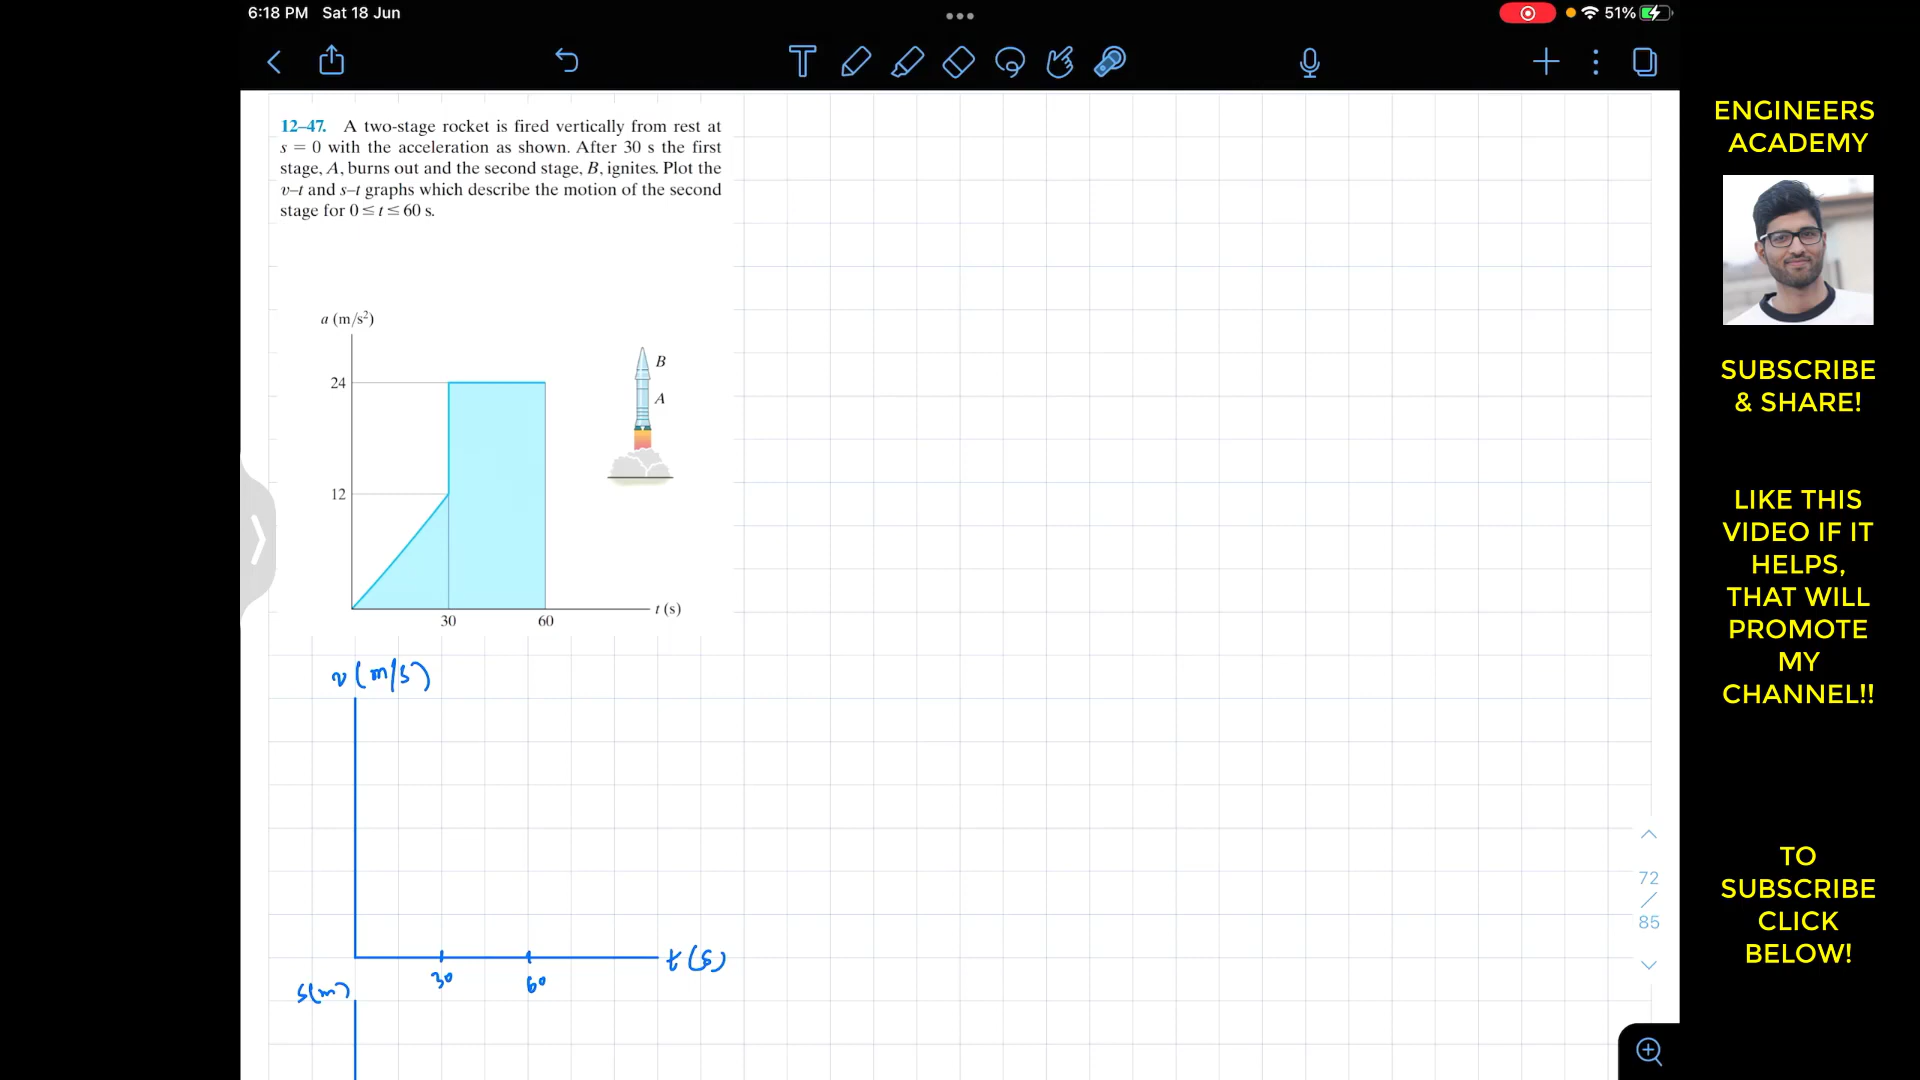 6:18 PM Sat 18 Jun
51%
12–47. A two-stage rocket is fired vertically from rest at
s = 0 with the acceleration as shown. After 30 s the first
stage, A, burns out and the second stage, B, ignites. Plot the
v–t and s–t graphs which describe the motion of the second
stage for 0 ≤ t ≤ 60 s.
a (m/s²)
24
12
30
60
t (s)
B
A
v (m/s)
30
60
t (s)
s(m)
72
/
85
ENGINEERS
ACADEMY
SUBSCRIBE
& SHARE!
LIKE THIS
VIDEO IF IT
HELPS,
THAT WILL
PROMOTE
MY
CHANNEL!!
TO
SUBSCRIBE
CLICK
BELOW!